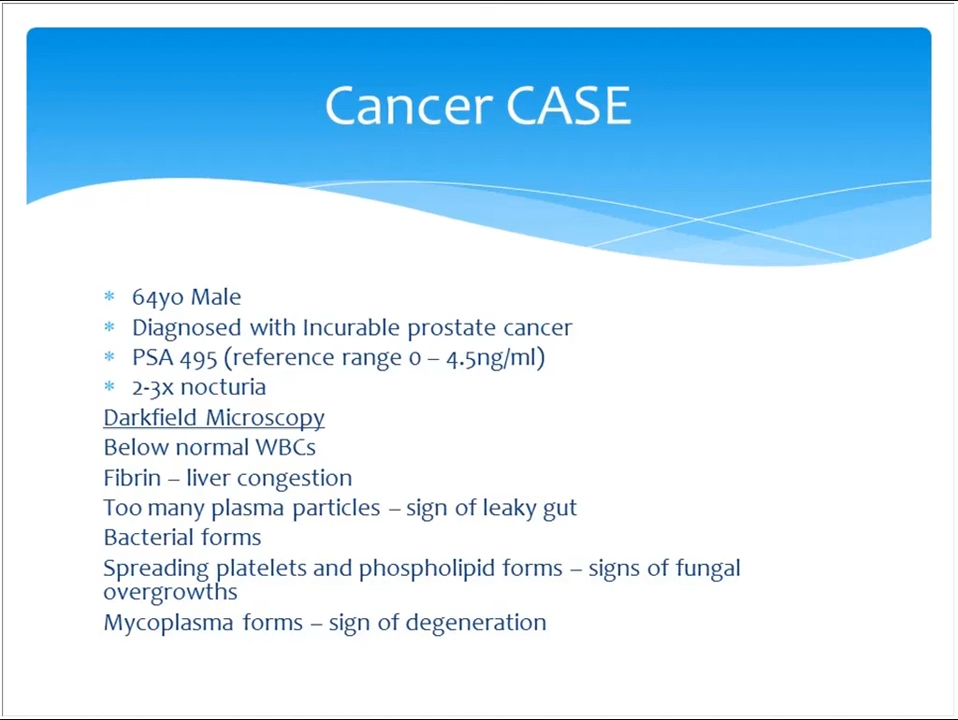 Cancer CASE
* 64yo Male
* Diagnosed with Incurable prostate cancer
* PSA 495 (reference range 0 – 4.5ng/ml)
* 2-3x nocturia
Darkfield Microscopy
Below normal WBCs
Fibrin – liver congestion
Too many plasma particles – sign of leaky gut
Bacterial forms
Spreading platelets and phospholipid forms – signs of fungal
overgrowths
Mycoplasma forms – sign of degeneration